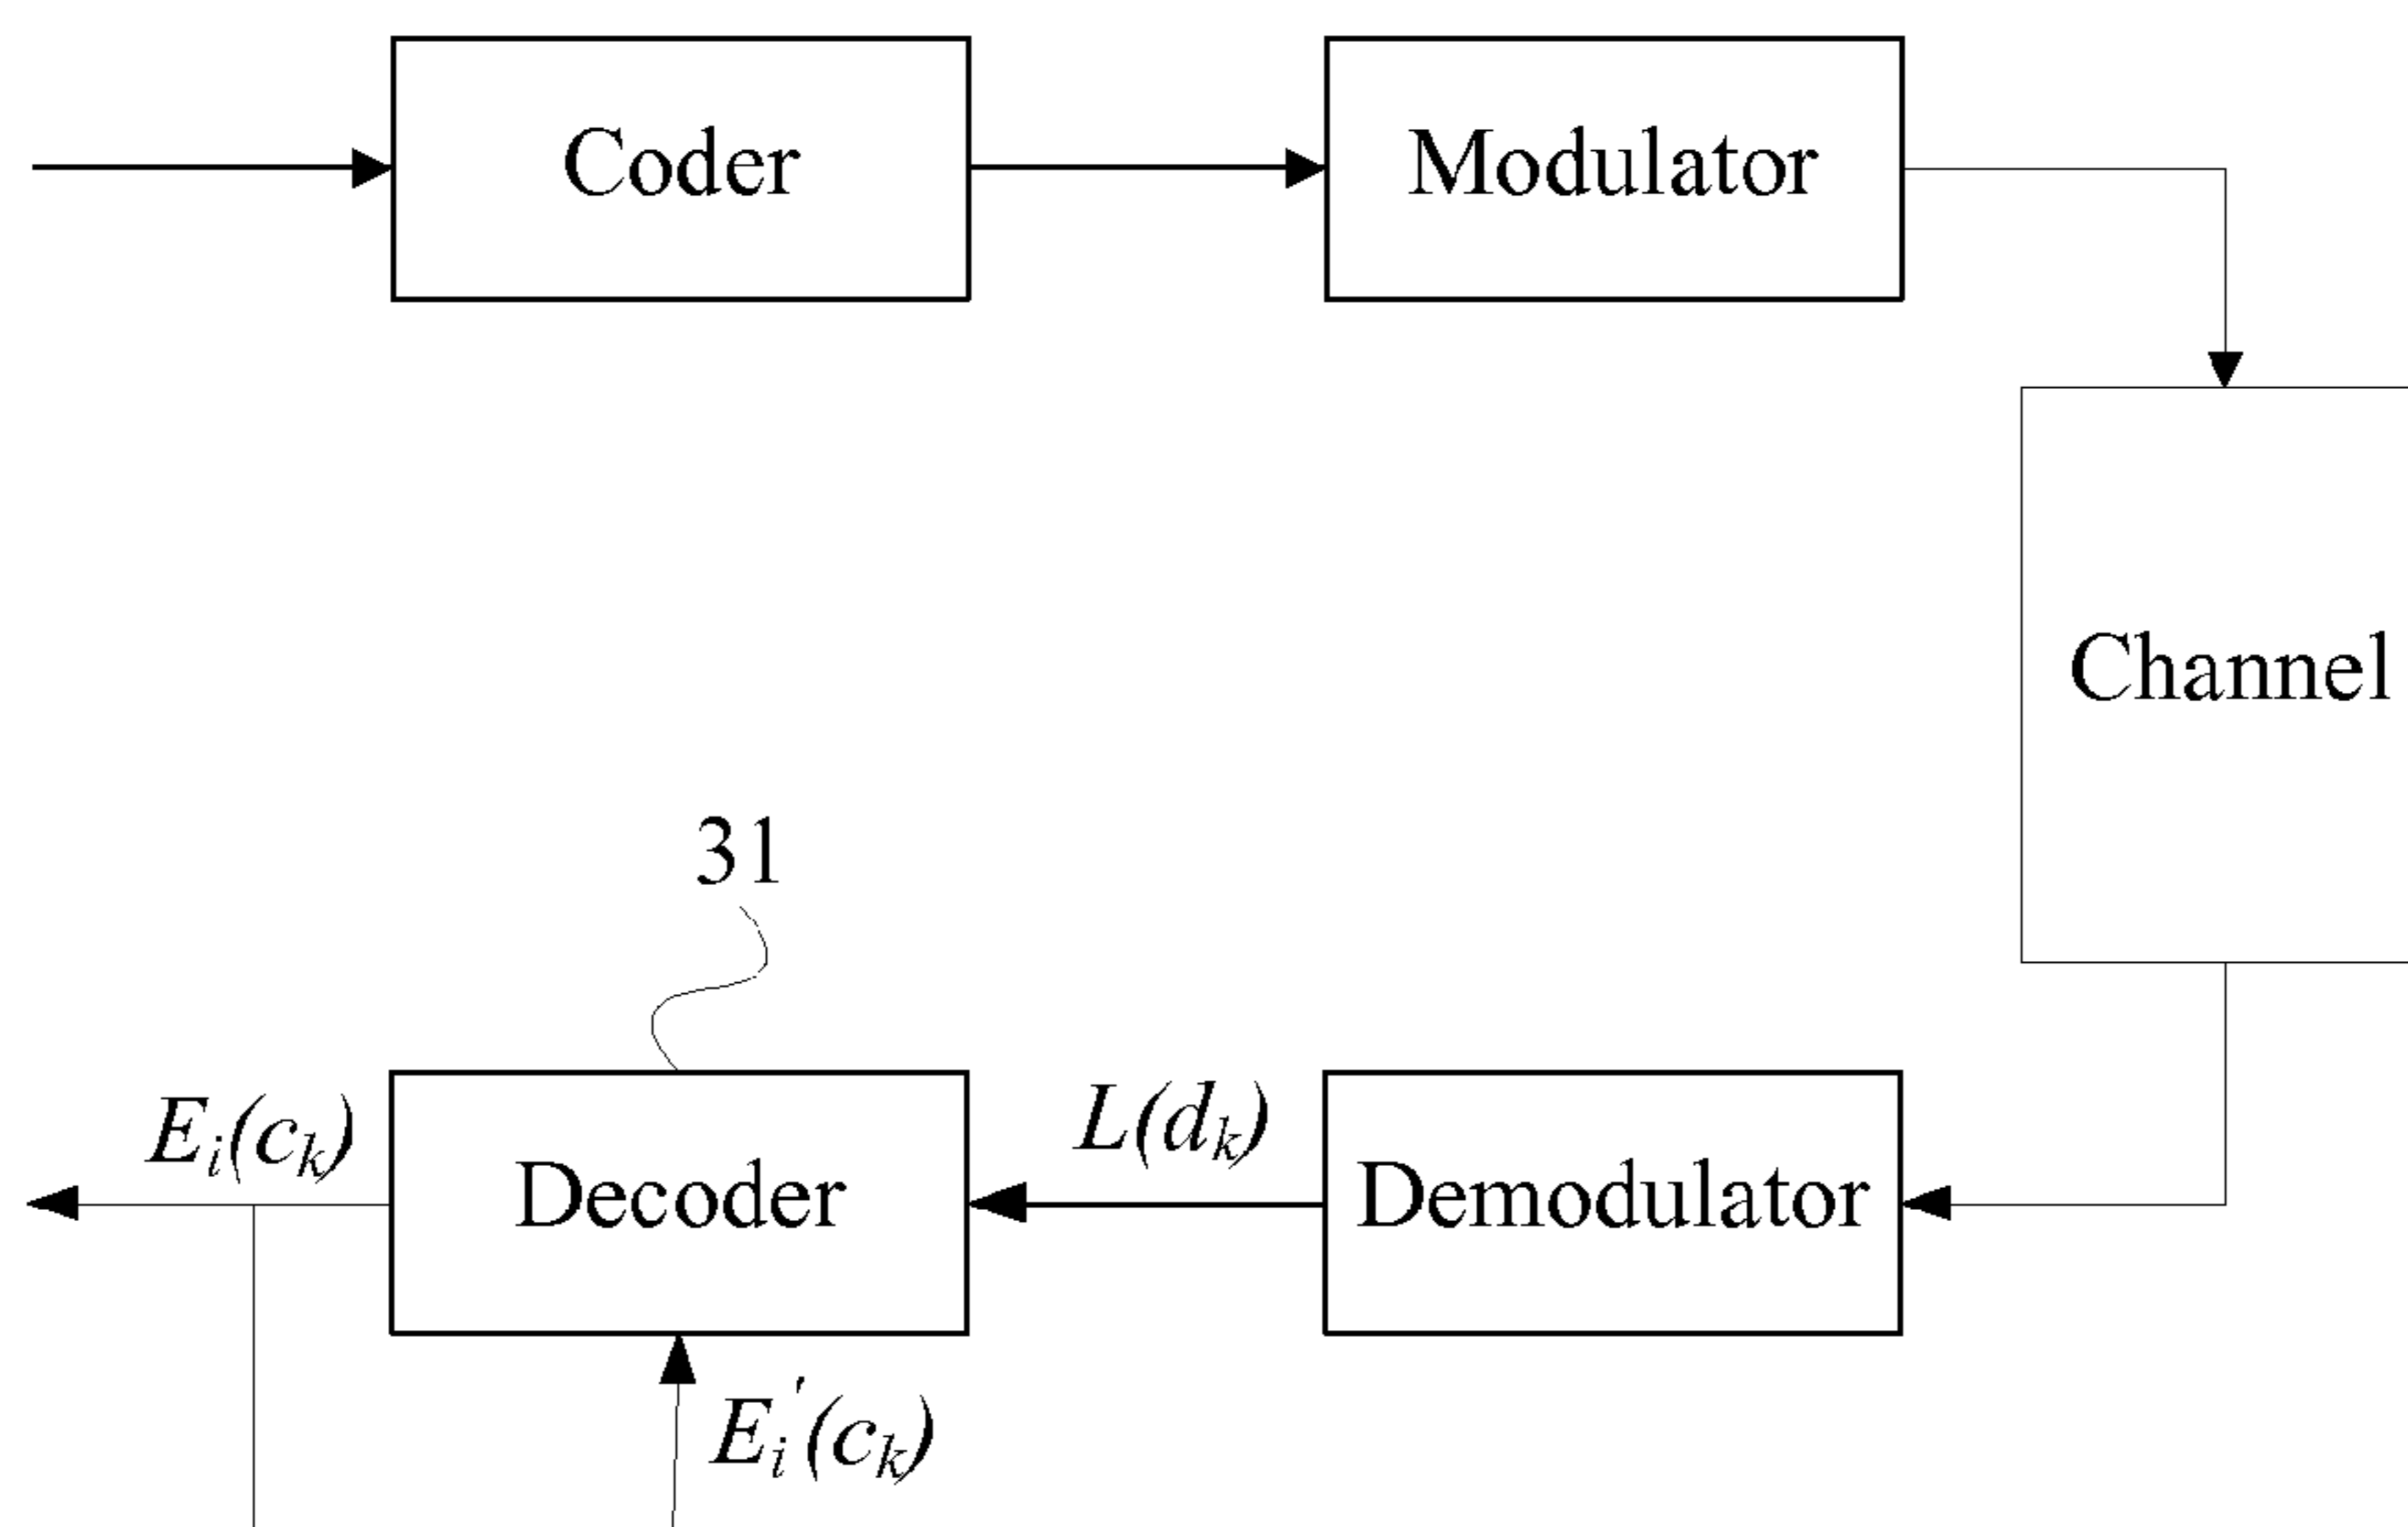 Coder
Modulator
Channel
31
E_i(c_k)
L(d_k)
Decoder
Demodulator
E_i'(c_k)